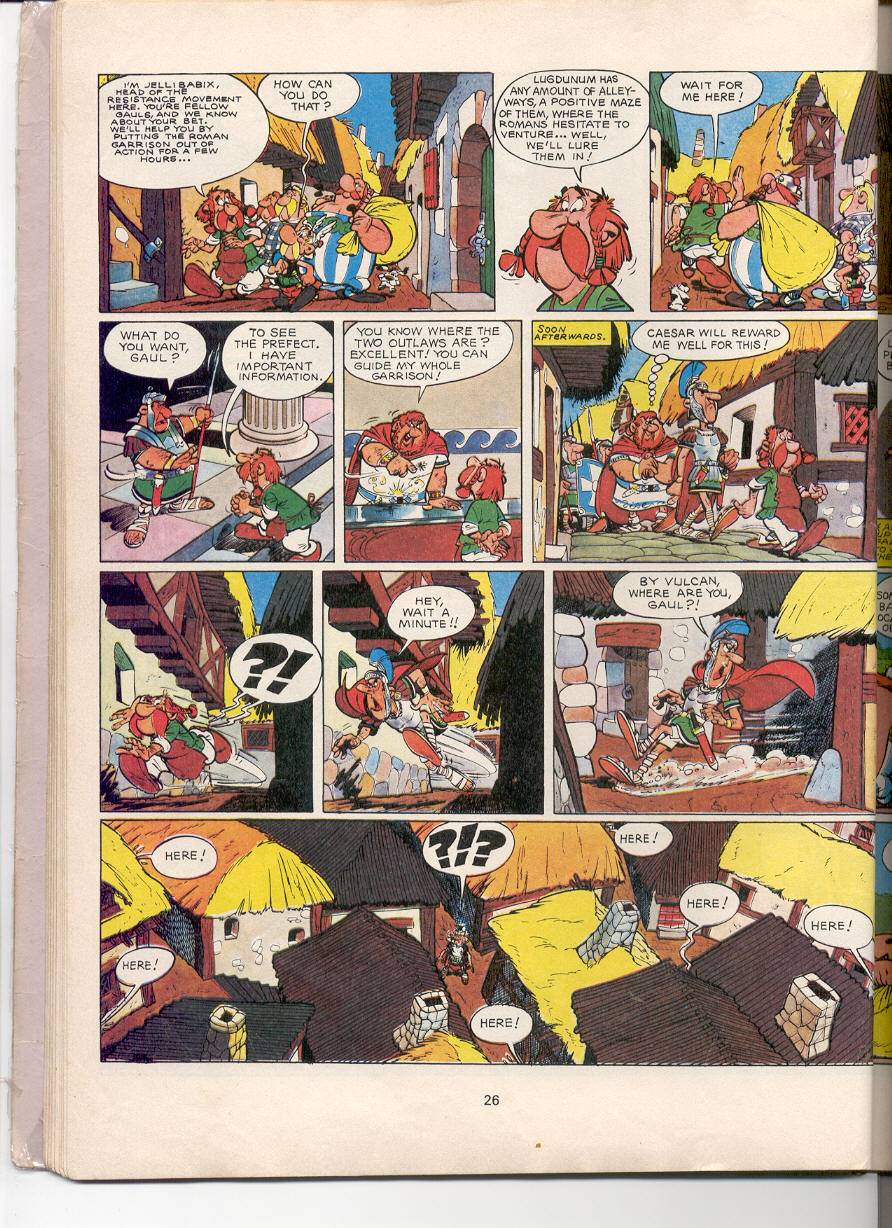 I'M JELLIBABIX,
HEAD OF THE
RESISTANCE MOVEMENT
HERE. YOU'RE FELLOW
GAULS, AND WE KNOW
ABOUT YOUR BET.
WE'LL HELP YOU BY
PUTTING THE ROMAN
GARRISON OUT OF
ACTION FOR A FEW
HOURS...
HOW CAN
YOU DO
THAT?
LUGDUNUM HAS
ANY AMOUNT OF ALLEY-
WAYS, A POSITIVE MAZE
OF THEM, WHERE THE
ROMANS HESITATE TO
VENTURE... WELL,
WE'LL LURE
THEM IN!
WAIT FOR
ME HERE!
WHAT DO
YOU WANT,
GAUL?
TO SEE
THE PREFECT.
I HAVE
IMPORTANT
INFORMATION.
YOU KNOW WHERE THE
TWO OUTLAWS ARE?
EXCELLENT! YOU CAN
GUIDE MY WHOLE
GARRISON!
SOON
AFTERWARDS.
CAESAR WILL REWARD
ME WELL FOR THIS!
?!
HEY,
WAIT A
MINUTE!!
BY VULCAN,
WHERE ARE YOU,
GAUL?!
HERE!
?!?
HERE!
HERE!
HERE!
HERE!
HERE!
26